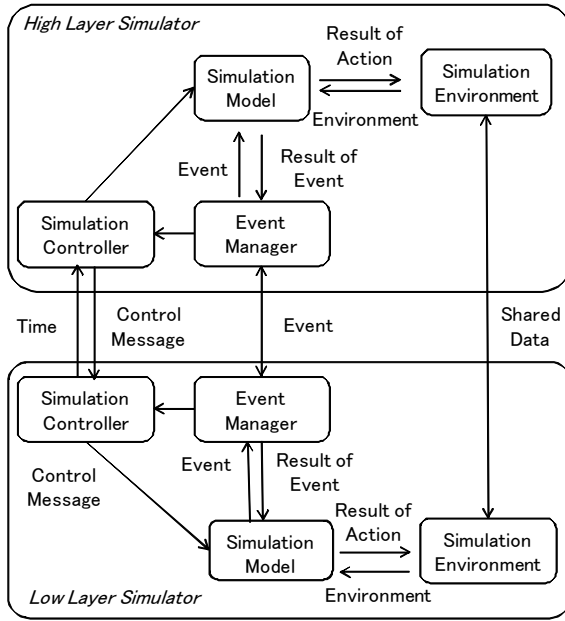 High Layer Simulator
Result of
Action
Simulation
Model
Simulation
Environment
Environment
Event
Result of
Event
Simulation
Controller
Event
Manager
Time
Control
Message
Event
Shared
Data
Simulation
Controller
Event
Manager
Control
Message
Event
Result of
Event
Result of
Action
Simulation
Model
Simulation
Environment
Environment
Low Layer Simulator